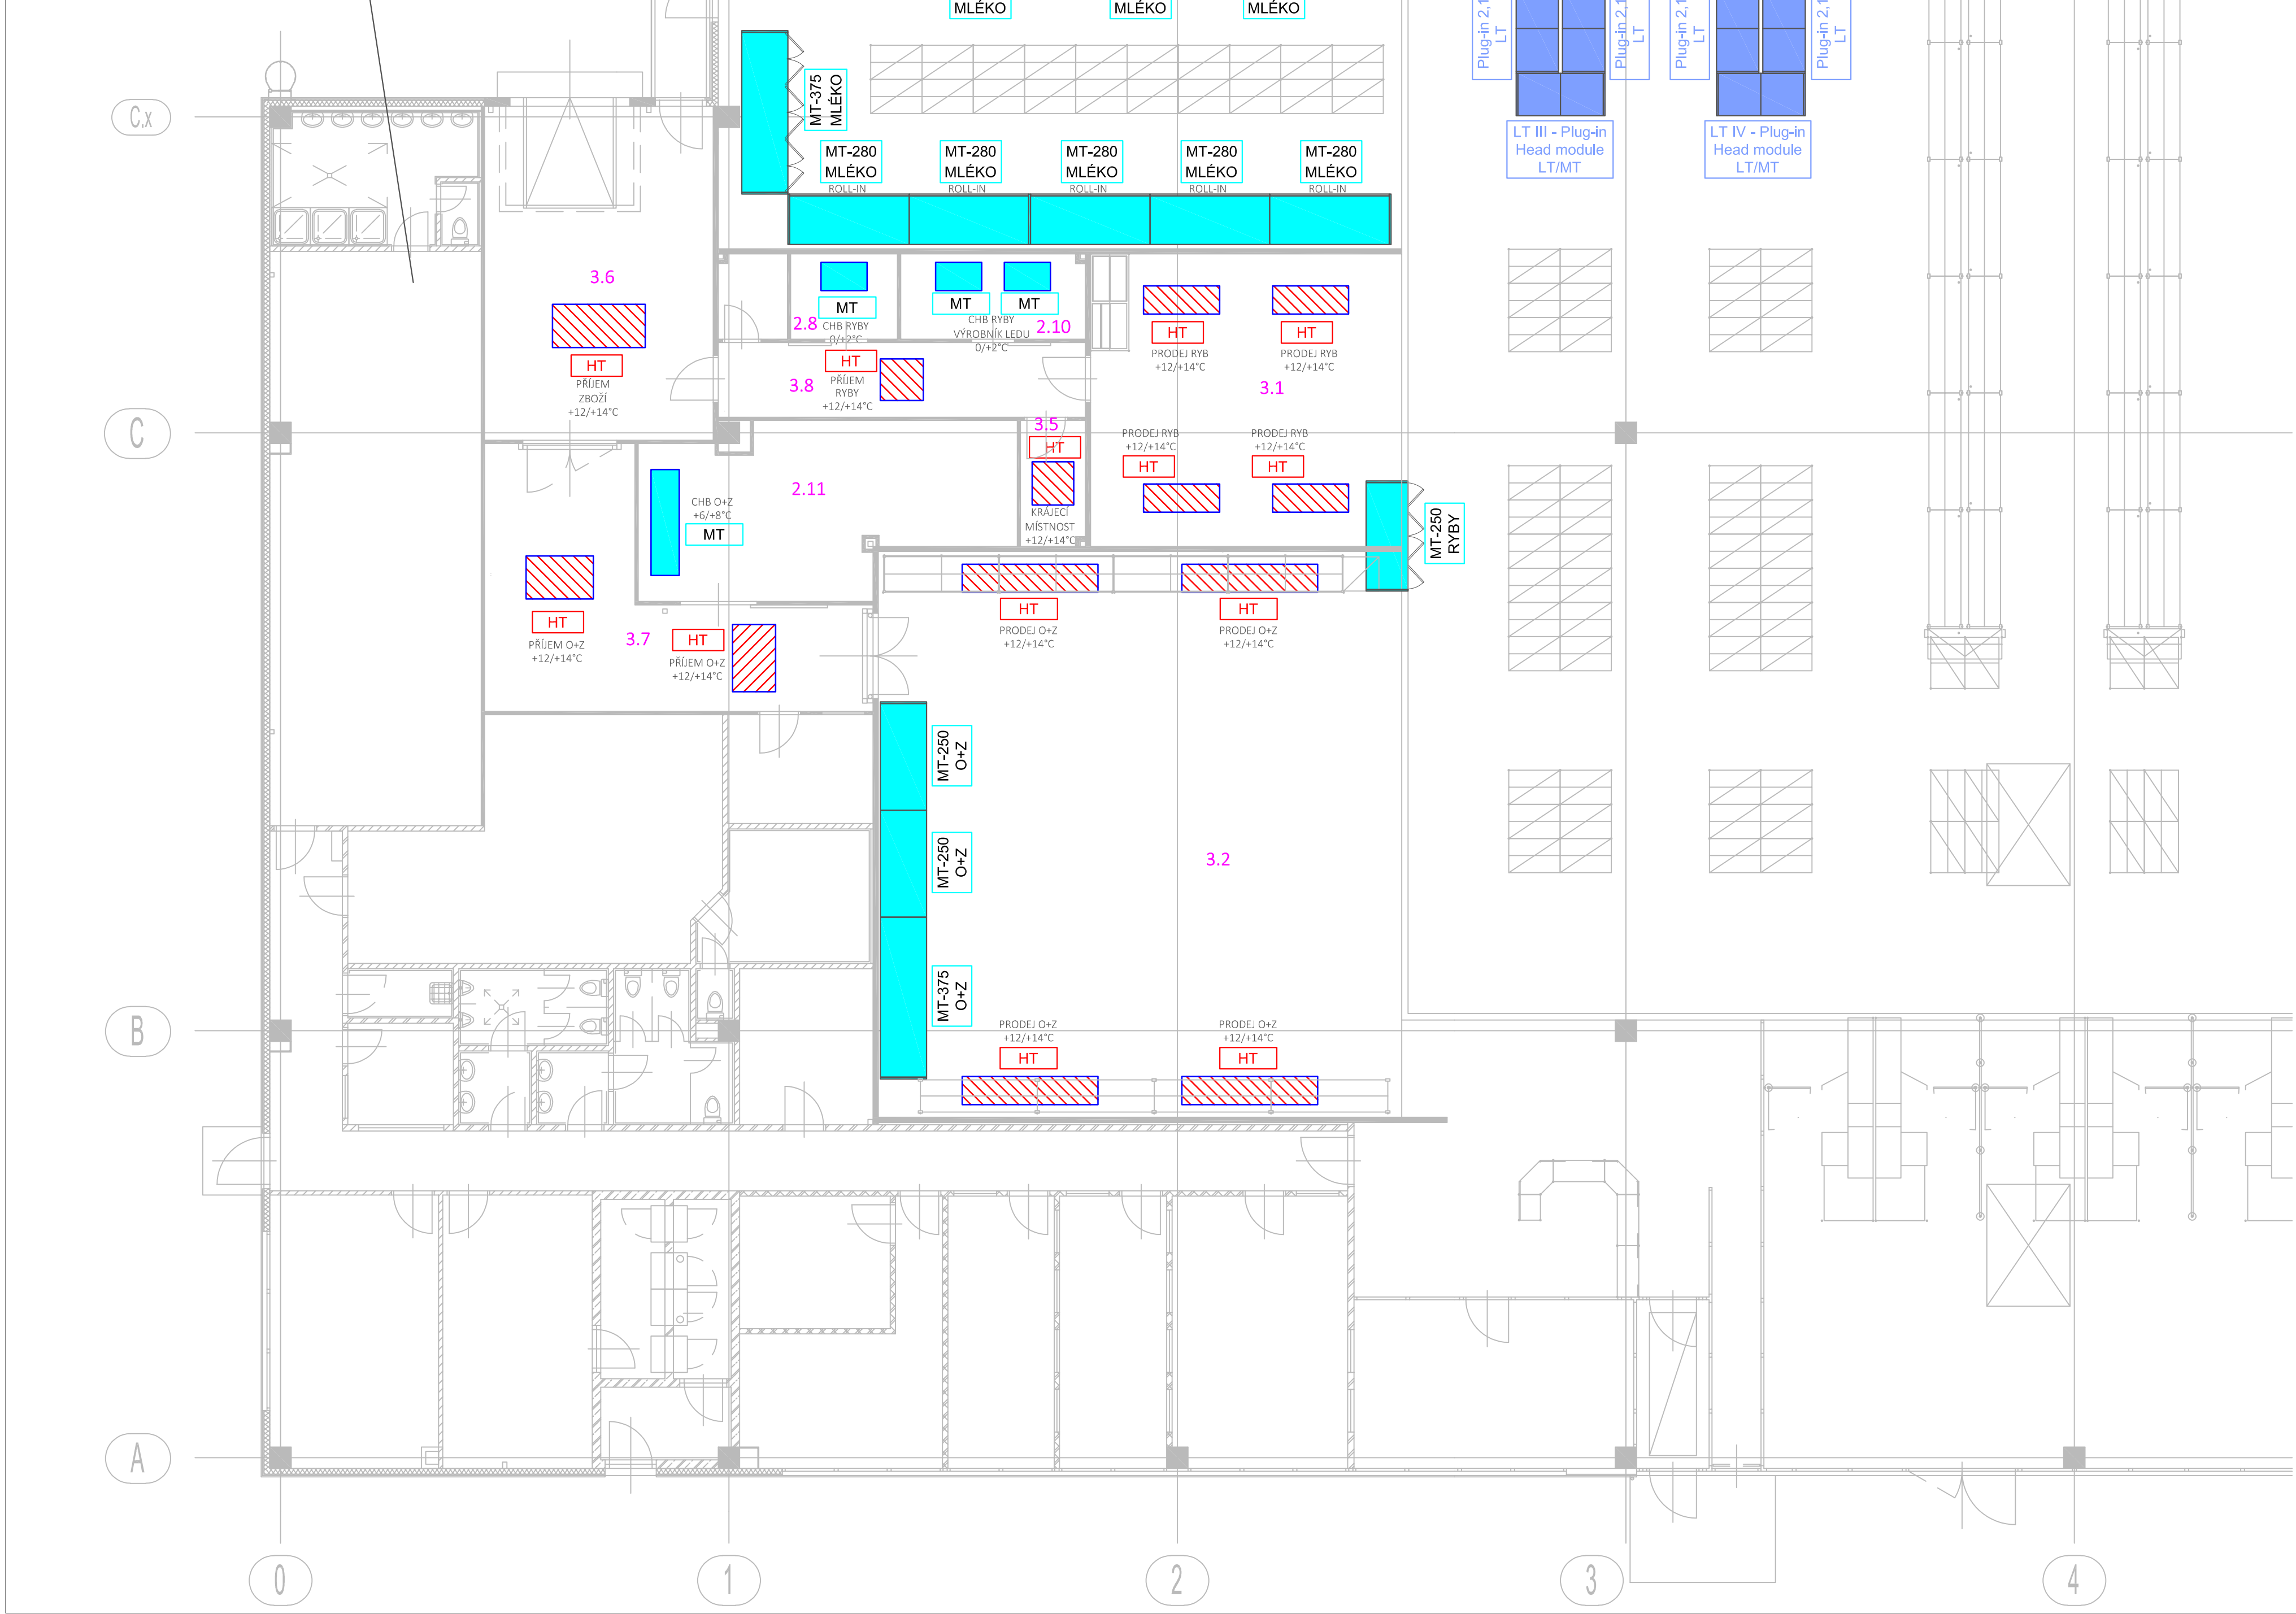 MLÉKO
MLÉKO
MLÉKO
Plug-in 2,1
LT
Plug-in 2,1
LT
Plug-in 2,1
LT
Plug-in 2,1
LT
MT-375
MLÉKO
C,x
LT III - Plug-in
Head module
LT/MT
LT IV - Plug-in
Head module
LT/MT
MT-280
MLÉKO
ROLL-IN
MT-280
MLÉKO
ROLL-IN
MT-280
MLÉKO
ROLL-IN
MT-280
MLÉKO
ROLL-IN
MT-280
MLÉKO
ROLL-IN
3.6
HT
PŘÍJEM
ZBOŽÍ
+12/+14°C
MT
2.8
CHB RYBY
0/+2°C
MT
MT
CHB RYBY
VÝROBNÍK LEDU
0/+2°C
2.10
HT
PRODEJ RYB
+12/+14°C
HT
PRODEJ RYB
+12/+14°C
3.8
HT
PŘÍJEM
RYBY
+12/+14°C
3.1
C
3.5
HT
KRÁJECÍ
MÍSTNOST
+12/+14°C
PRODEJ RYB
+12/+14°C
HT
PRODEJ RYB
+12/+14°C
HT
2.11
CHB O+Z
+6/+8°C
MT
MT-250
RYBY
HT
PŘÍJEM O+Z
+12/+14°C
3.7
HT
PŘÍJEM O+Z
+12/+14°C
HT
PRODEJ O+Z
+12/+14°C
HT
PRODEJ O+Z
+12/+14°C
MT-250
O+Z
MT-250
O+Z
3.2
MT-375
O+Z
B
PRODEJ O+Z
+12/+14°C
HT
PRODEJ O+Z
+12/+14°C
HT
A
0
1
2
3
4